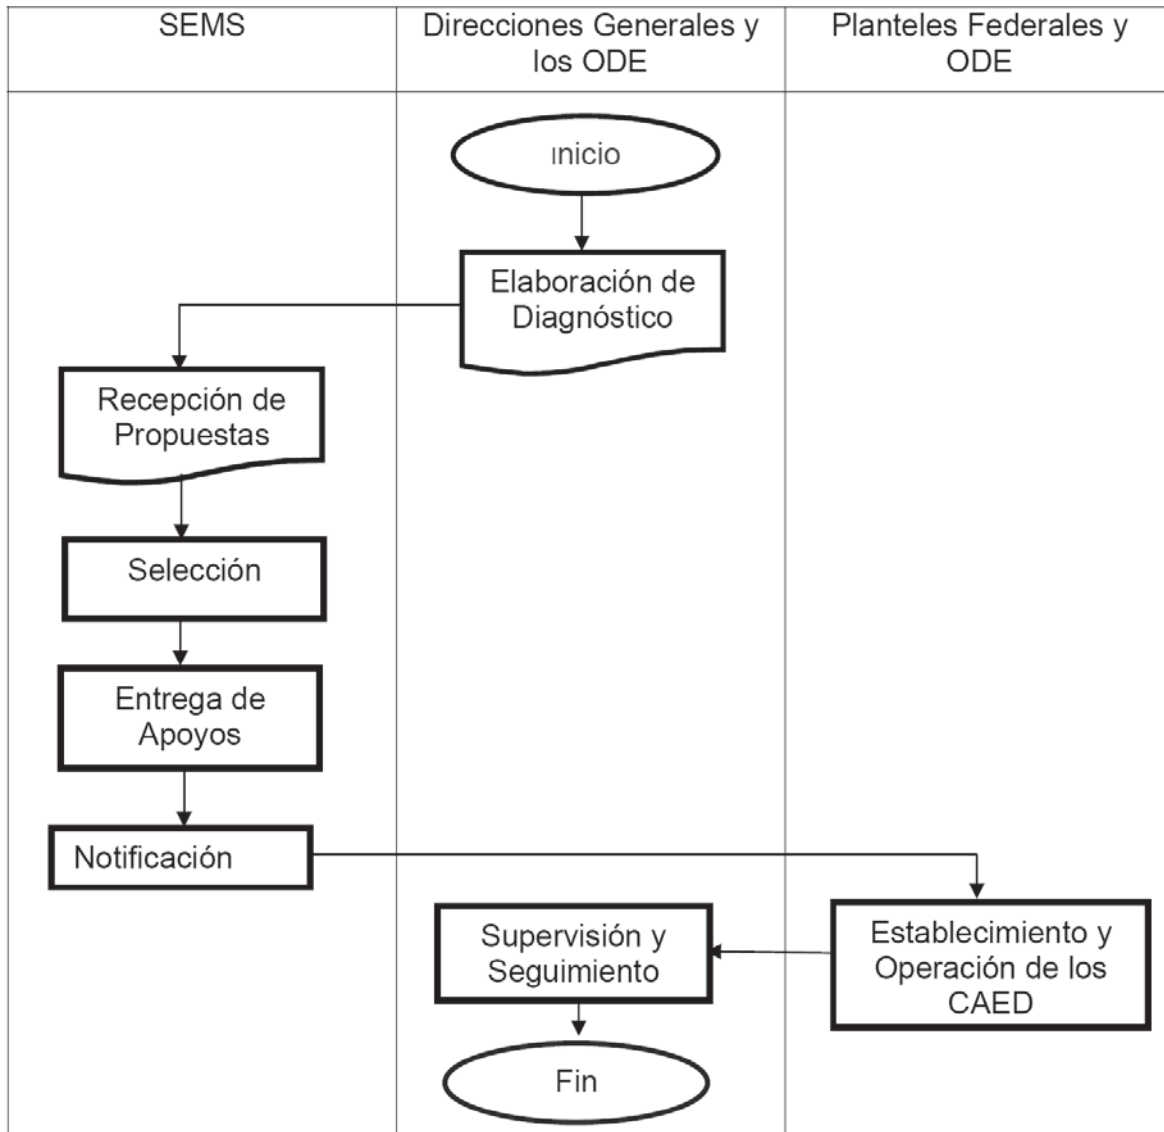 SEMS
Direcciones Generales y
los ODE
Planteles Federales y
ODE
Inicio
Elaboración de
Diagnóstico
Recepción de
Propuestas
Selección
Entrega de
Apoyos
Notificación
Establecimiento y
Operación de los
CAED
Supervisión y
Seguimiento
Fin